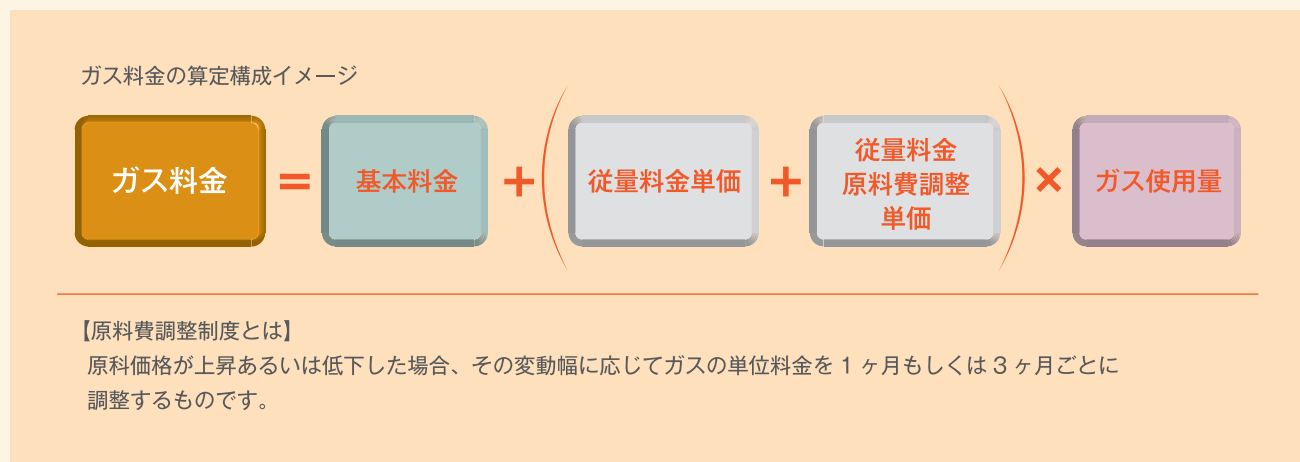 ガス料金の算定構成イメージ
ガス料金 = 基本料金 + ( 従量料金単価 + 従量料金原料費調整単価 ) × ガス使用量
【原料費調整制度とは】
原科価格が上昇あるいは低下した場合、その変動幅に応じてガスの単位料金を 1 ヶ月もしくは 3 ヶ月ごとに
調整するものです。